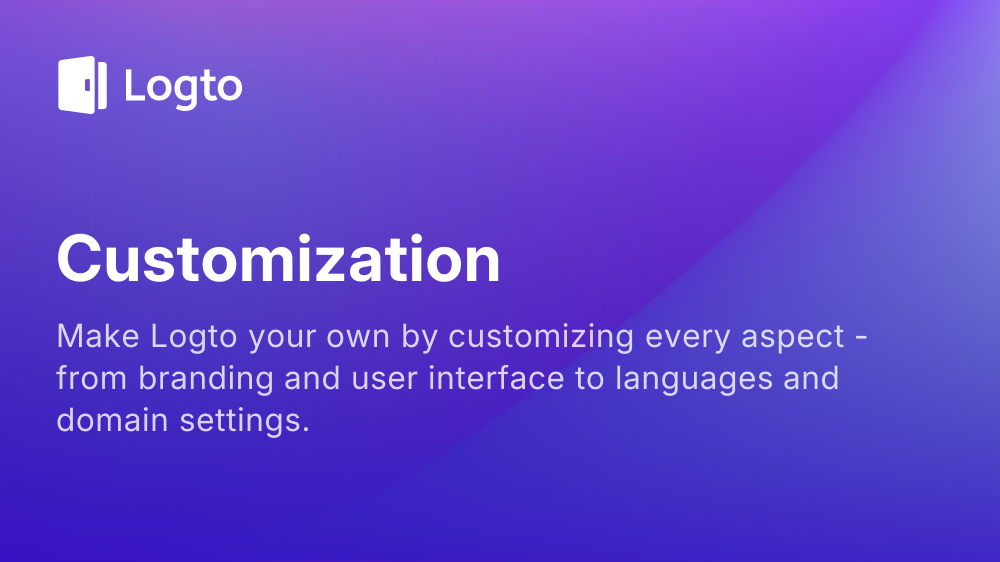 Logto
Customization
Make Logto your own by customizing every aspect -
from branding and user interface to languages and
domain settings.